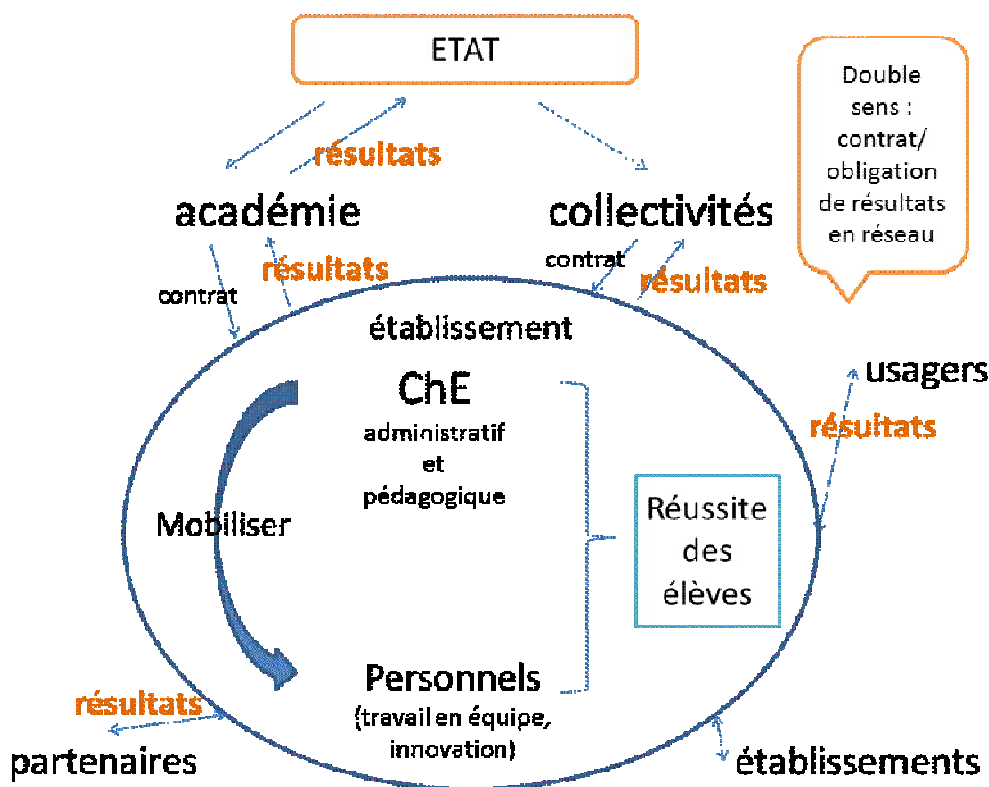 ETAT
Double
sens :
contrat/
obligation
de résultats
en réseau
résultats
académie
collectivités
contrat
résultats
contrat
résultats
établissement
usagers
ChE
administratif
et
pédagogique
résultats
Mobiliser
Réussite
des
élèves
Personnels
(travail en équipe,
innovation)
résultats
partenaires
établissements